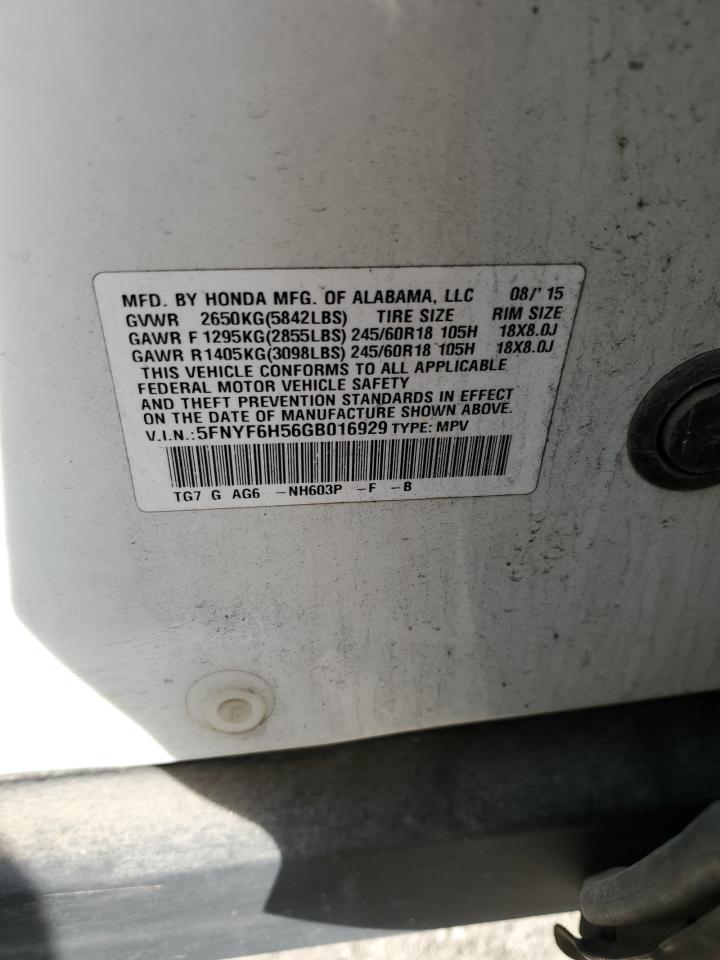 MFD. BY HONDA MFG. OF ALABAMA, LLC 08/'15
GVWR 2650KG(5842LBS) TIRE SIZE RIM SIZE
GAWR F 1295KG(2855LBS) 245/60R18 105H 18X8.0J
GAWR R1405KG(3098LBS) 245/60R18 105H 18X8.0J
THIS VEHICLE CONFORMS TO ALL APPLICABLE
FEDERAL MOTOR VEHICLE SAFETY
AND THEFT PREVENTION STANDARDS IN EFFECT
ON THE DATE OF MANUFACTURE SHOWN ABOVE.
V.I.N.:5FNYF6H56GB016929 TYPE: MPV
TG7 G AG6 -NH603P -F -B